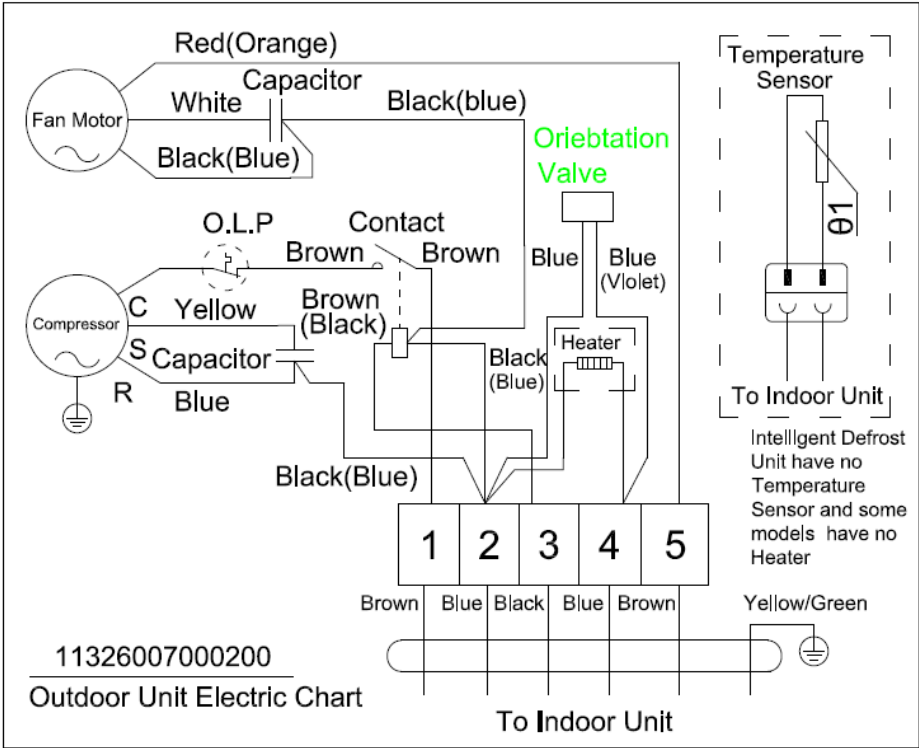 Red(Orange)
Capacitor
White
Black(blue)
Fan Motor
Black(Blue)
Oriebtation
Valve
Temperature
Sensor
θ1
O.L.P
Contact
Brown
Brown
Blue
Blue
(Violet)
C
Yellow
Brown
(Black)
Compressor
S
Capacitor
Heater
Black
(Blue)
R
Blue
To Indoor Unit
Black(Blue)
Intelligent Defrost
Unit have no
Temperature
Sensor and some
models have no
Heater
1 2 3 4 5
Brown Blue Black Blue Brown
Yellow/Green
11326007000200
Outdoor Unit Electric Chart
To Indoor Unit